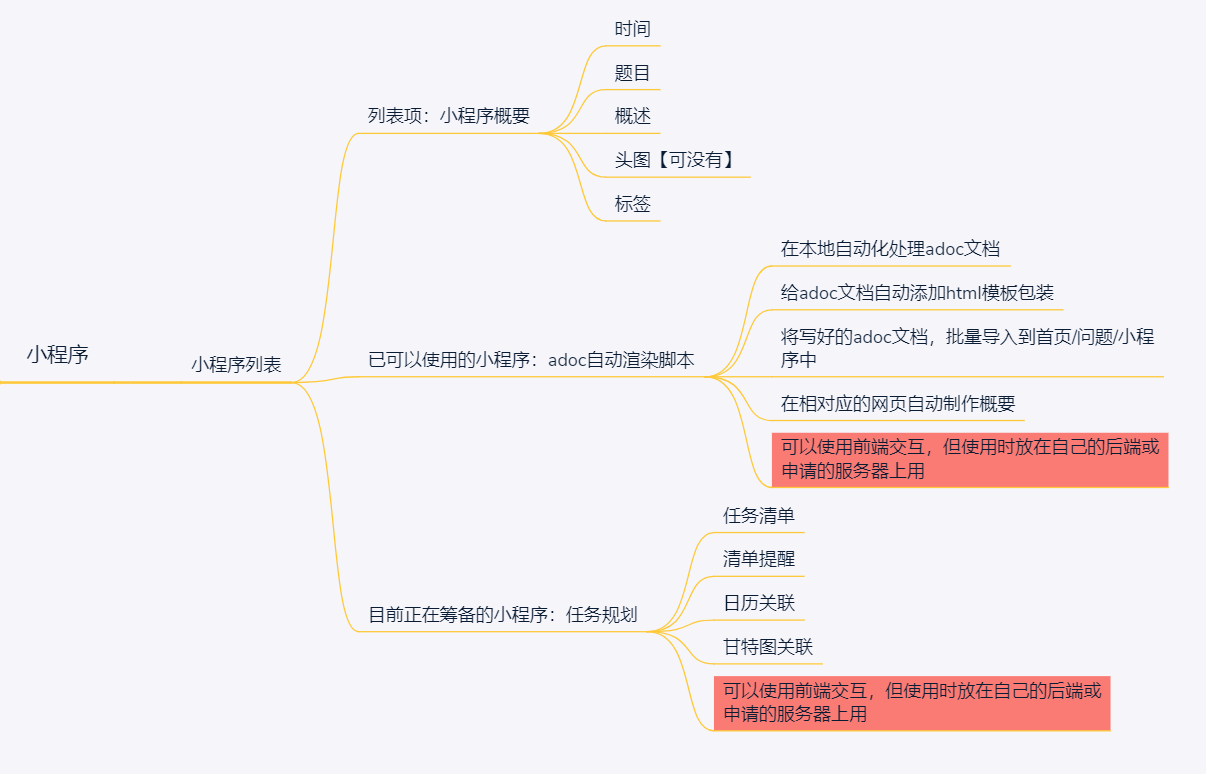 小程序
小程序列表
列表项：小程序概要
时间
题目
概述
头图【可没有】
标签
已可以使用的小程序：adoc自动渲染脚本
在本地自动化处理adoc文档
给adoc文档自动添加html模板包装
将写好的adoc文档，批量导入到首页/问题/小程
序中
在相对应的网页自动制作概要
可以使用前端交互，但使用时放在自己的后端或
申请的服务器上用
目前正在筹备的小程序：任务规划
任务清单
清单提醒
日历关联
甘特图关联
可以使用前端交互，但使用时放在自己的后端或
申请的服务器上用